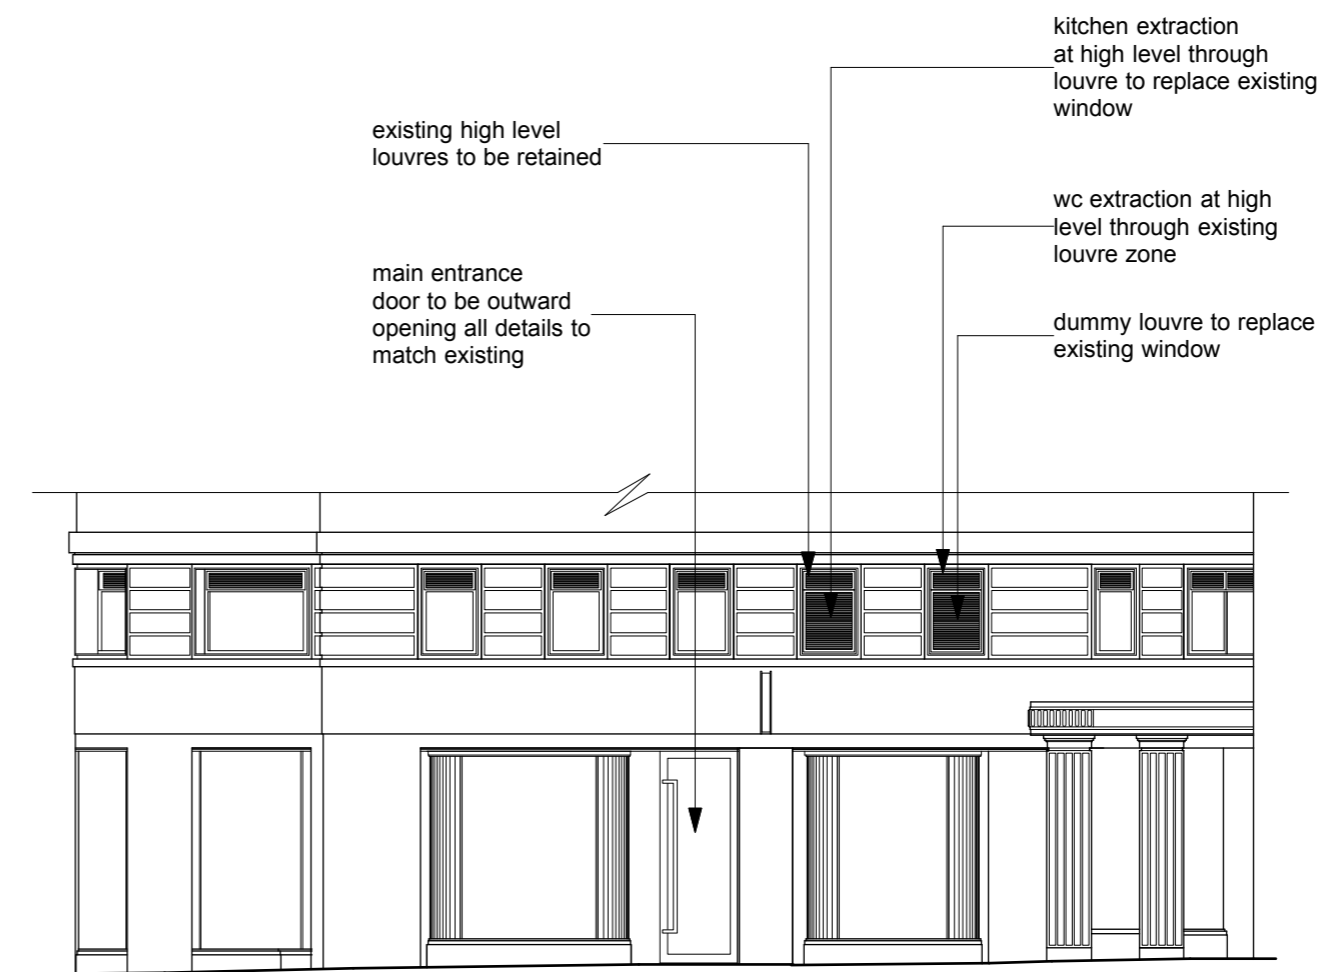 kitchen extraction
at high level through
louvre to replace existing
window
existing high level
louvres to be retained
wc extraction at high
level through existing
louvre zone
main entrance
door to be outward
opening all details to
match existing
dummy louvre to replace
existing window